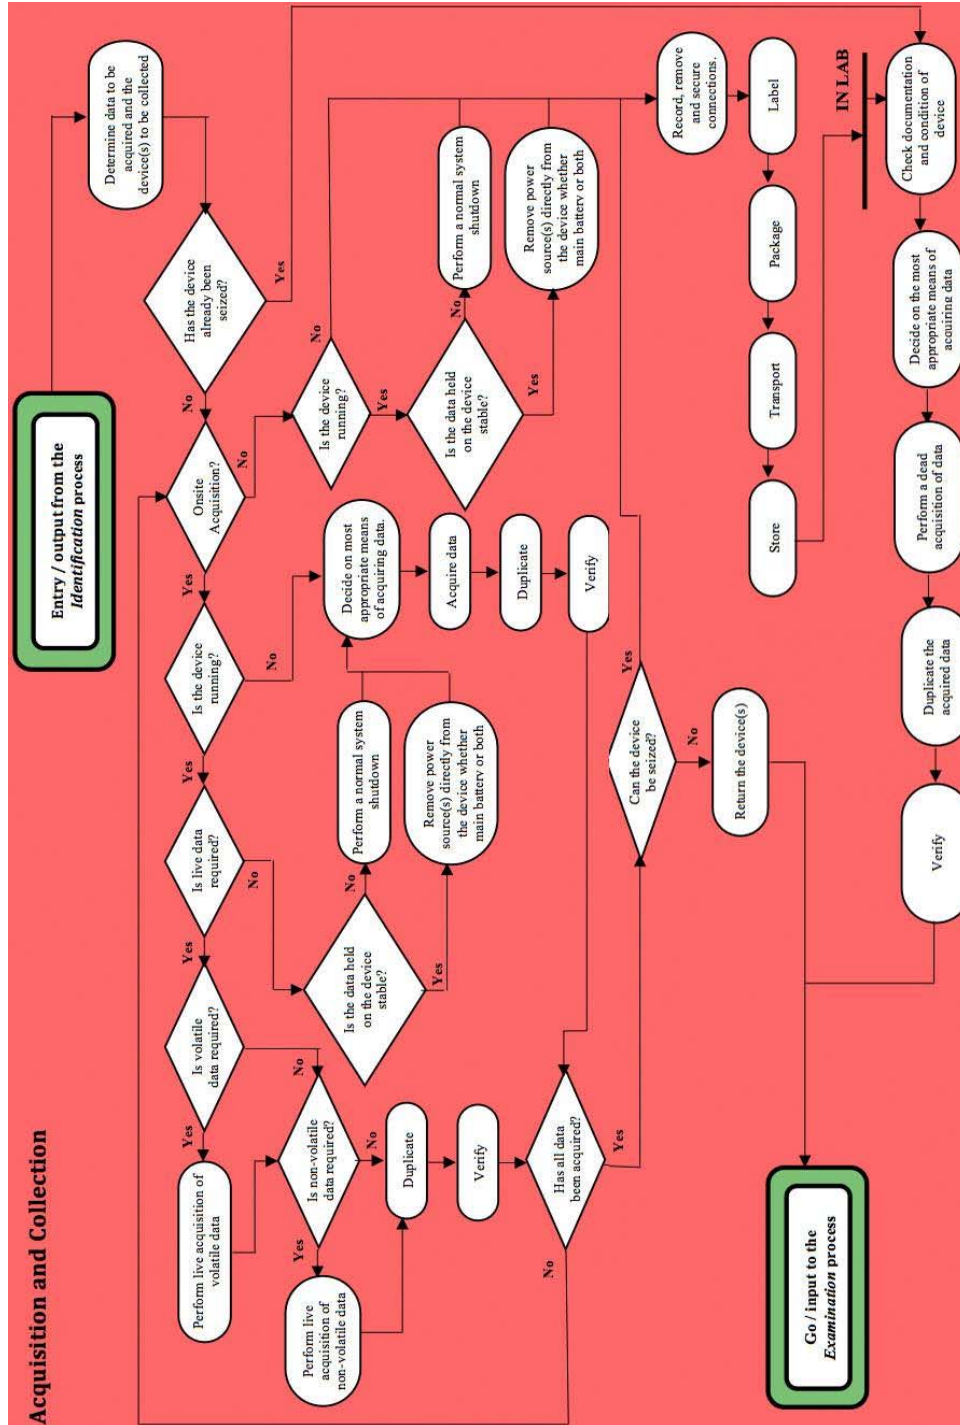 Acquisition and Collection
Entry / output from the
Identification process
Determine data to be
acquired and the
device(s) to be collected
Has the device
already been
seized?
Yes
No
Onsite
Acquisition?
No
Yes
Is the device
running?
No
Yes
Is the data held
on the device
stable?
No
Perform a normal system
shutdown
Yes
Remove power
source(s) directly from
the device whether
main battery or both
Is the device
running?
No
Yes
Decide on most
appropriate means
of acquiring data.
Acquire data
Duplicate
Verify
Is live data
required?
No
Yes
Is the data held
on the device
stable?
No
Perform a normal system
shutdown
Yes
Remove power
source(s) directly from
the device whether
main battery or both
Is volatile
data required?
Yes
No
Perform live acquisition of
volatile data
Is non-volatile
data required?
Yes
No
Perform live
acquisition of
non-volatile data
Duplicate
Verify
Has all data
been acquired?
No
Yes
Can the device
be seized?
Yes
No
Return the device(s)
Record, remove
and secure
connections.
Label
Package
Transport
Store
IN LAB
Check documentation
and condition of
device
Decide on the most
appropriate means of
acquiring data
Perform a dead
acquisition of data
Duplicate the
acquired data
Verify
Go / input to the
Examination process